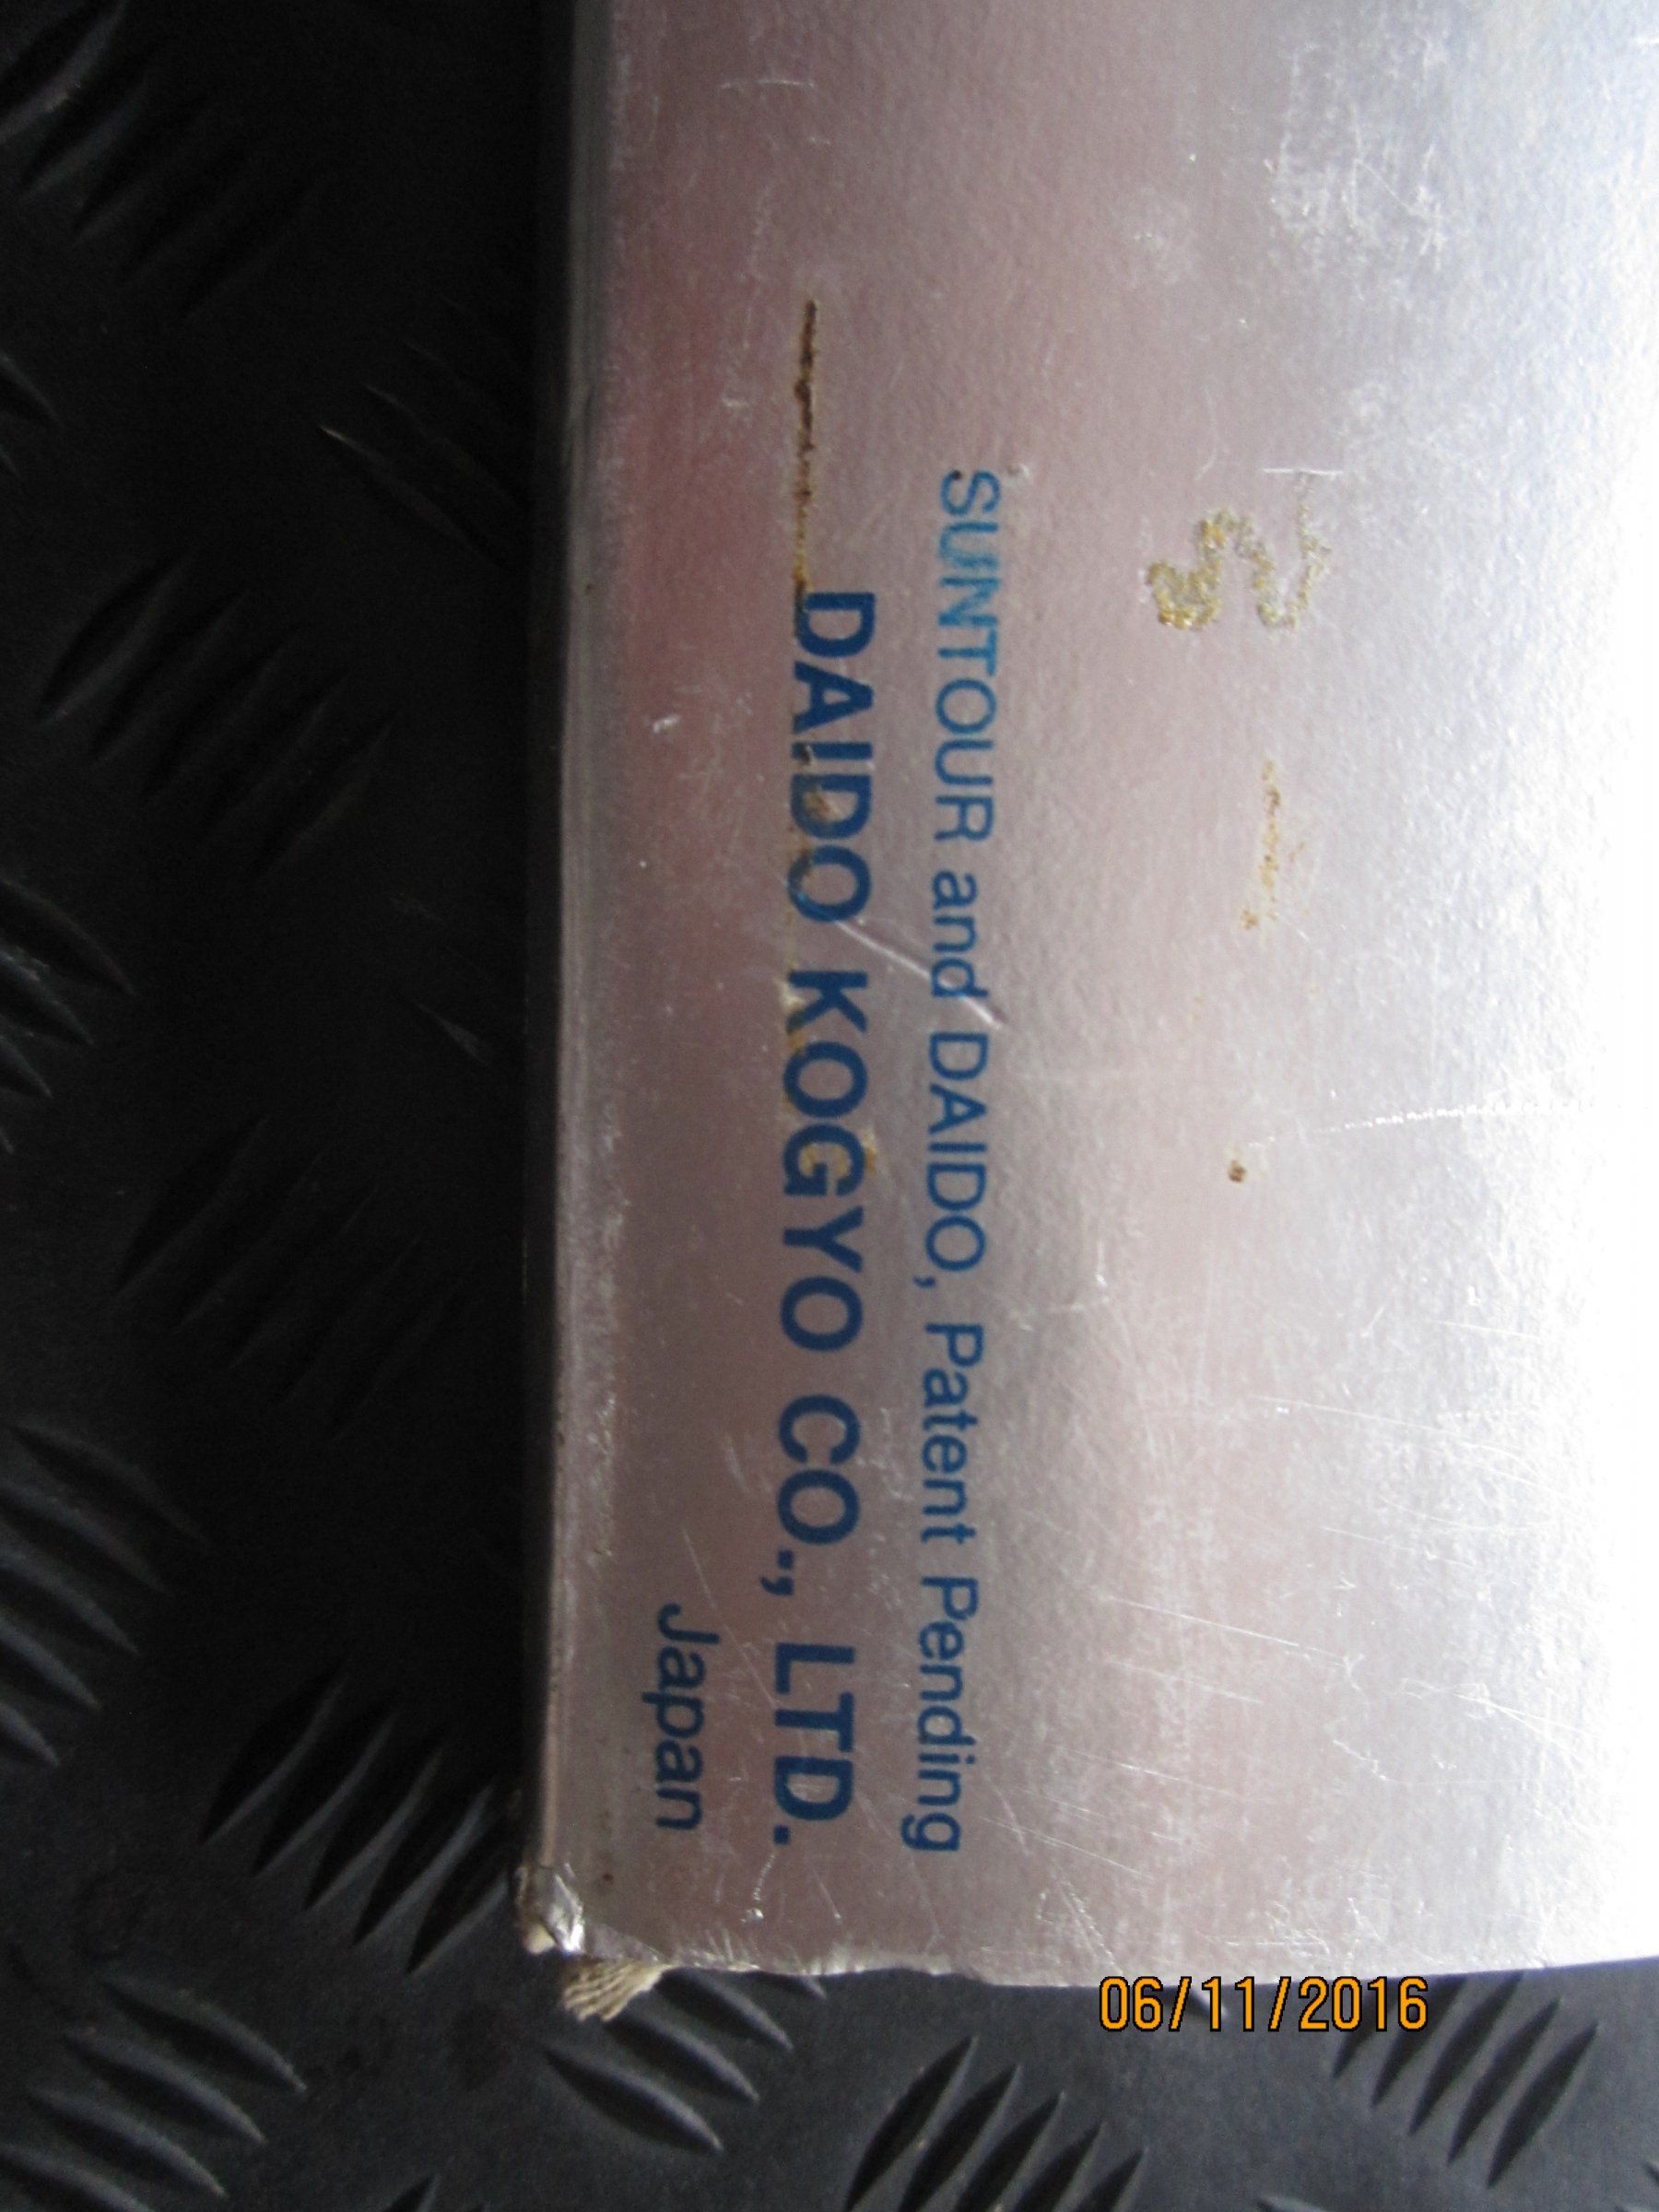 SUNTOUR and DAIDO, Patent Pending
DAIDO KOGYO CO., LTD.
Japan
06/11/2016